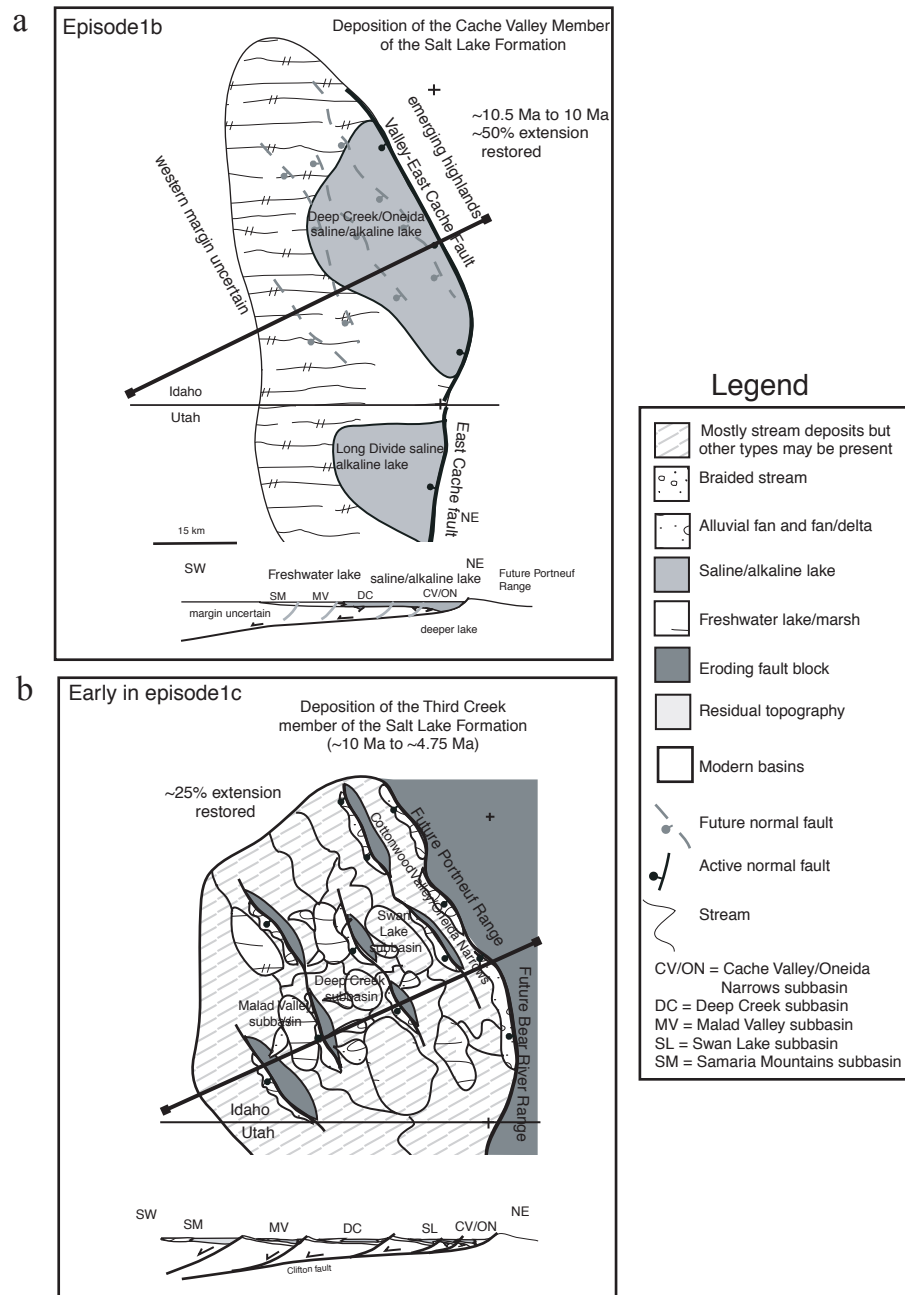 a
Episode1b
Deposition of the Cache Valley Member
of the Salt Lake Formation
~10.5 Ma to 10 Ma
~50% extension
restored
emerging highlands
Valley-East Cache Fault
western margin uncertain
Deep Creek/Oneida
saline/alkaline lake
Idaho
Utah
Long Divide saline
alkaline lake
East Cache fault
NE
15 km
SW
NE
Freshwater lake
saline/alkaline lake
Future Portneuf
Range
SM
MV
DC
CV/ON
margin uncertain
deeper lake
b
Early in episode1c
Deposition of the Third Creek
member of the Salt Lake Formation
(~10 Ma to ~4.75 Ma)
~25% extension
restored
Future Portneuf Range
CottonwoodValley/Oneida Narrows
Swan
Lake
subbasin
Deep Creek
subbasin
Malad Valley
subbasin
Future Bear River Range
Idaho
Utah
SW
NE
SM
MV
DC
SL
CV/ON
Clifton fault
Legend
Mostly stream deposits but
other types may be present
Braided stream
Alluvial fan and fan/delta
Saline/alkaline lake
Freshwater lake/marsh
Eroding fault block
Residual topography
Modern basins
Future normal fault
Active normal fault
Stream
CV/ON = Cache Valley/Oneida
Narrows subbasin
DC = Deep Creek subbasin
MV = Malad Valley subbasin
SL = Swan Lake subbasin
SM = Samaria Mountains subbasin